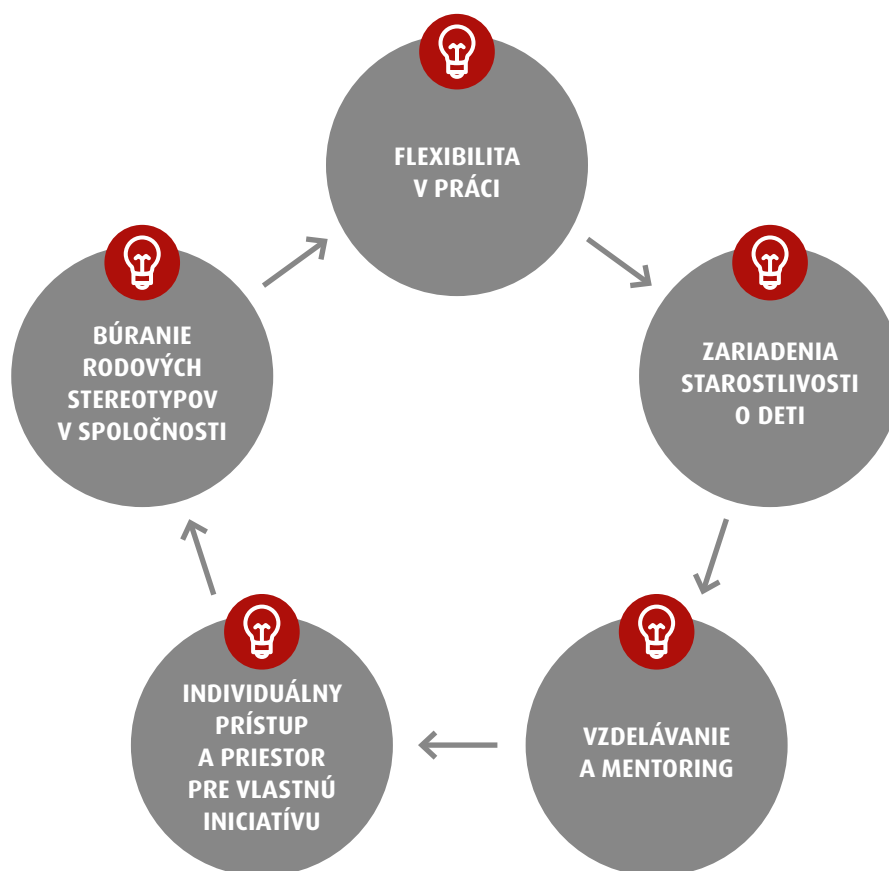 FLEXIBILITA
V PRÁCI
ZARIADENIA
STAROSTLIVOSTI
O DETI
VZDELÁVANIE
A MENTORING
INDIVIDUÁLNY
PRÍSTUP
A PRIESTOR
PRE VLASTNÚ
INICIATÍVU
BÚRANIE
RODOVÝCH
STEREOTYPOV
V SPOLOČNOSTI